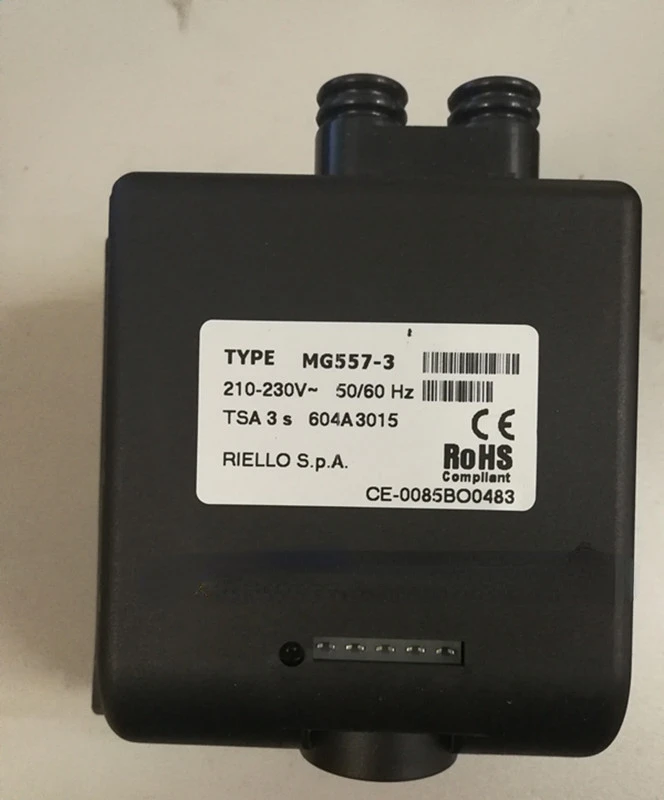 TYPE MG557-3
210-230V~ 50/60 Hz
TSA 3 s 604A3015
CE
RIELLO S.p.A.
RoHS
Compliant
CE-0085BO0483